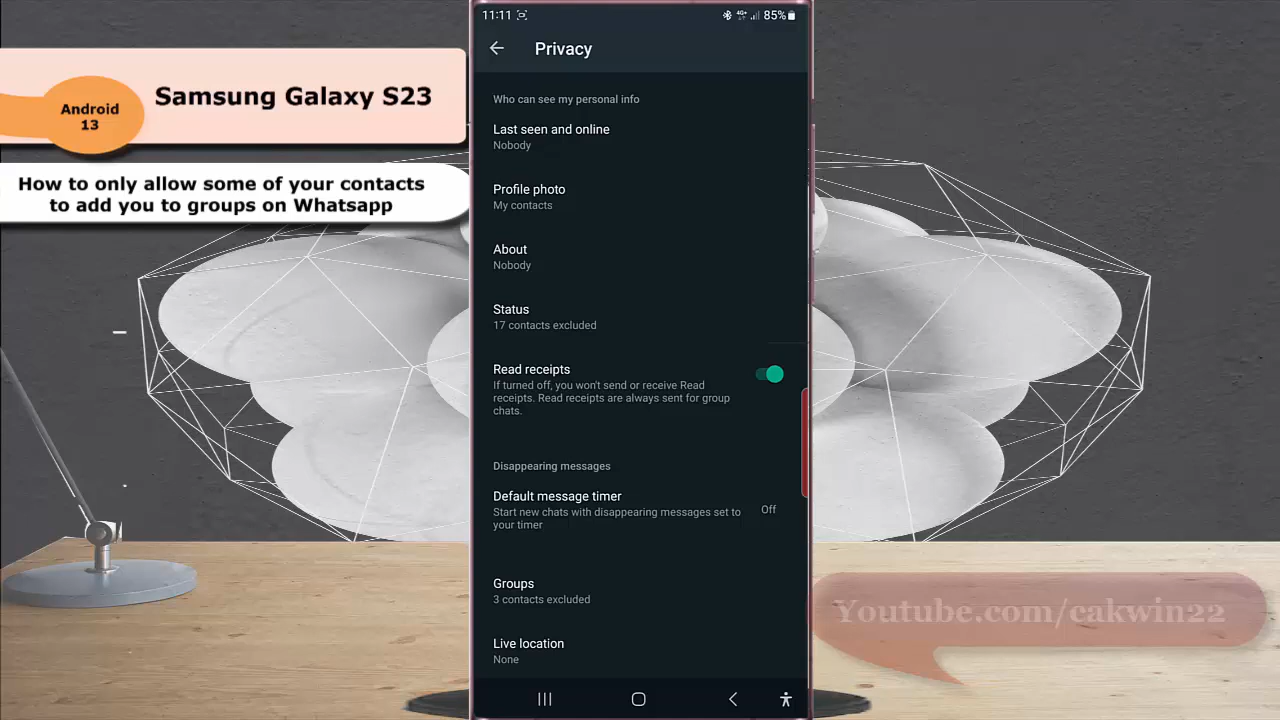 Samsung Galaxy S23
Android
13
How to only allow some of your contacts
to add you to groups on Whatsapp
11:11
4G+
85%
Privacy
Who can see my personal info
Last seen and online
Nobody
Profile photo
My contacts
About
Nobody
Status
17 contacts excluded
Read receipts
If turned off, you won't send or receive Read
receipts. Read receipts are always sent for group
chats.
Disappearing messages
Default message timer
Start new chats with disappearing messages set to
your timer
Off
Groups
3 contacts excluded
Live location
None
Youtube.com/cakwin22